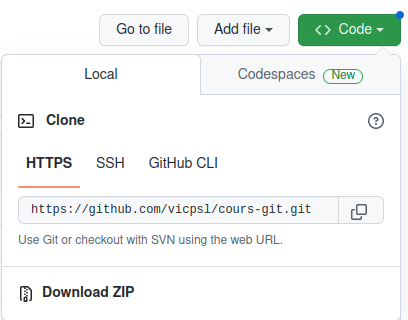 Go to file Add file Code
Local Codespaces New
Clone
HTTPS SSH GitHub CLI
https://github.com/vicpsl/cours-git.git
Use Git or checkout with SVN using the web URL.
Download ZIP